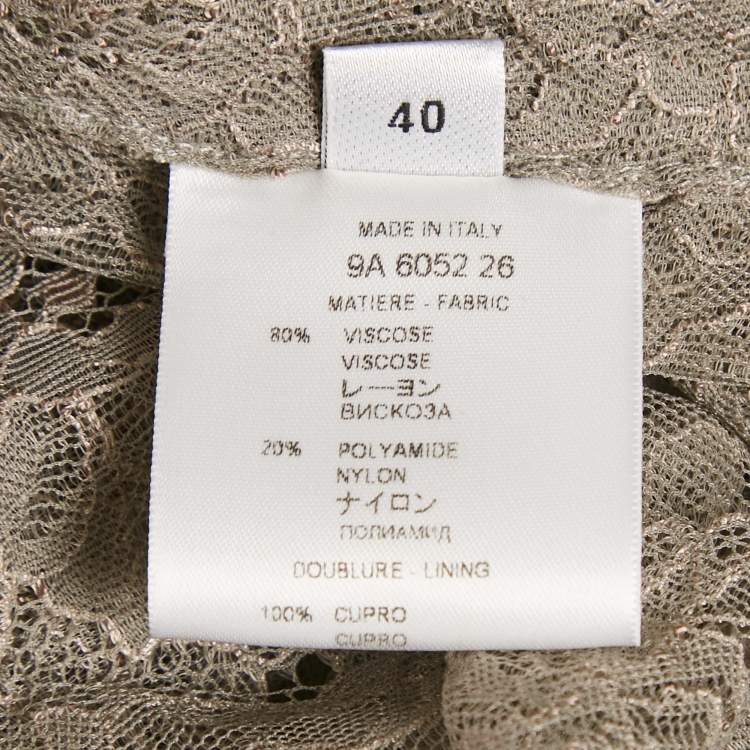 40
MADE IN ITALY
9A 6052 26
MATIERE - FABRIC
80% VISCOSE
VISCOSE
レーヨン
ВИСКОЗА
20% POLYAMIDE
NYLON
ナイロン
ПОЛИАМИД
DOUBLURE - LINING
100% CUPRO
CUPRO